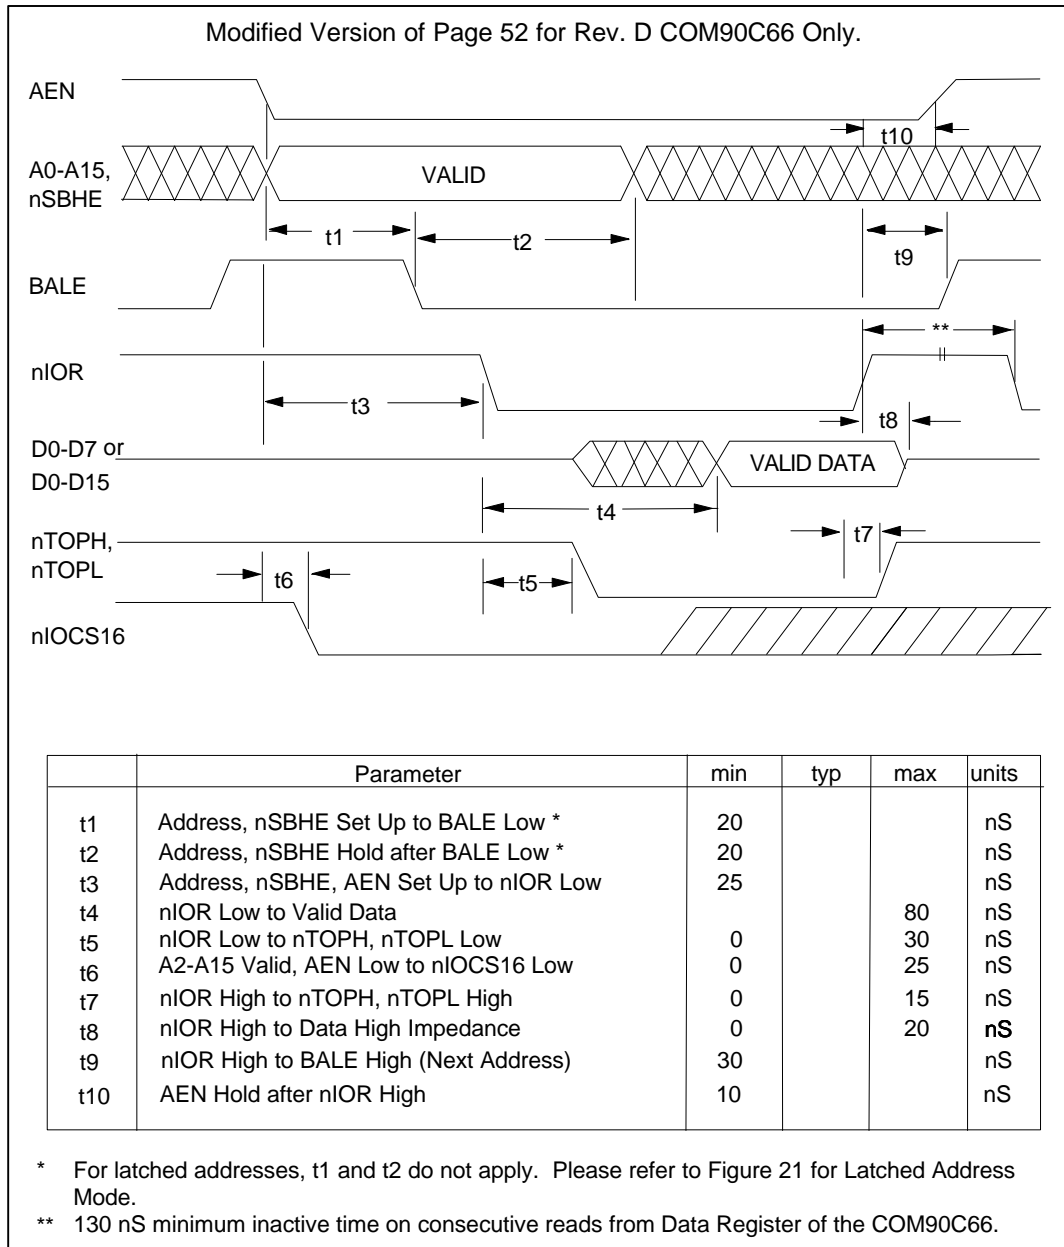 Modified Version of Page 52 for Rev. D COM90C66 Only.
AEN
t10
A0-A15,
nSBHE
VALID
t1
t2
t9
BALE
**
nIOR
t3
t8
D0-D7 or
D0-D15
VALID DATA
t4
nTOPH,
nTOPL
t7
t6
t5
nIOCS16
Parameter min typ max units
t1 Address, nSBHE Set Up to BALE Low * 20 nS
t2 Address, nSBHE Hold after BALE Low * 20 nS
t3 Address, nSBHE, AEN Set Up to nIOR Low 25 nS
t4 nIOR Low to Valid Data 80 nS
t5 nIOR Low to nTOPH, nTOPL Low 0 30 nS
t6 A2-A15 Valid, AEN Low to nIOCS16 Low 0 25 nS
t7 nIOR High to nTOPH, nTOPL High 0 15 nS
t8 nIOR High to Data High Impedance 0 20 nS
t9 nIOR High to BALE High (Next Address) 30 nS
t10 AEN Hold after nIOR High 10 nS
* For latched addresses, t1 and t2 do not apply. Please refer to Figure 21 for Latched Address
Mode.
** 130 nS minimum inactive time on consecutive reads from Data Register of the COM90C66.